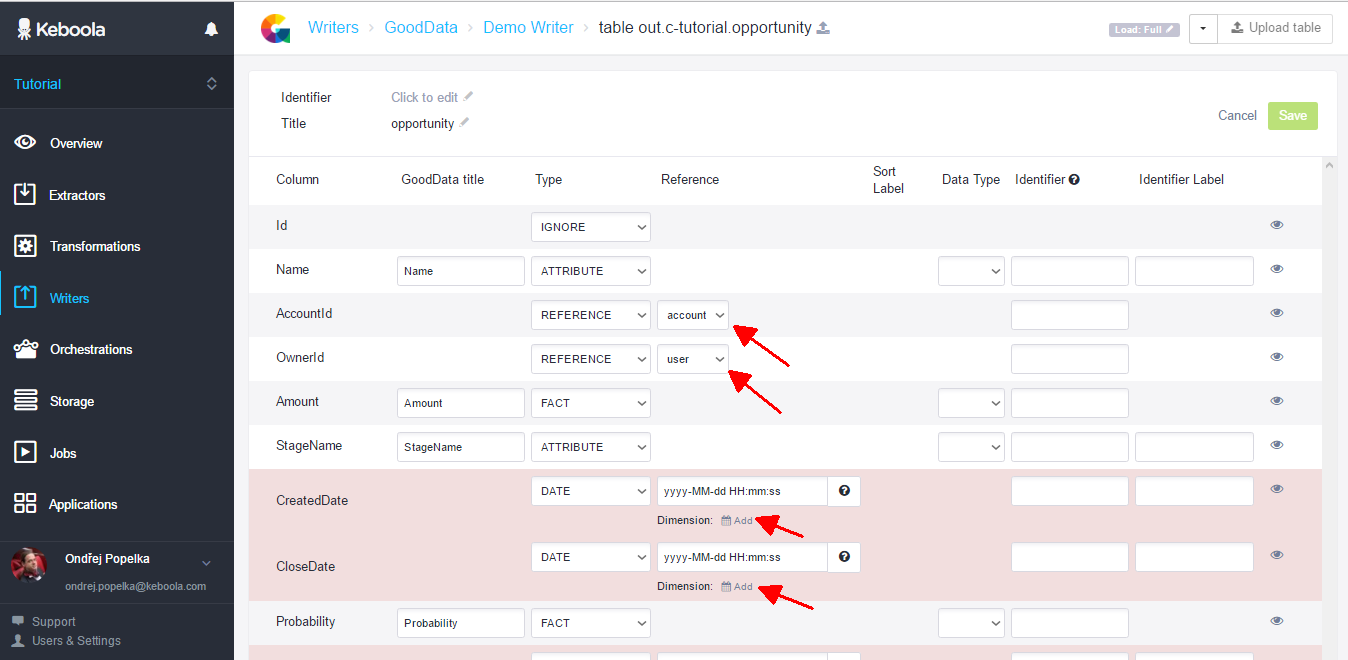 Keboola
Writers › GoodData › Demo Writer › table out.c-tutorial.opportunity
Load: Full
Upload table
Tutorial
Overview
Extractors
Transformations
Writers
Orchestrations
Storage
Jobs
Applications
Ondřej Popelka
ondrej.popelka@keboola.com
Support
Users & Settings
Identifier Click to edit
Title opportunity
Cancel Save
Column GoodData title Type Reference Sort Label Data Type Identifier ? Identifier Label
Id IGNORE
Name Name ATTRIBUTE
AccountId REFERENCE account
OwnerId REFERENCE user
Amount Amount FACT
StageName StageName ATTRIBUTE
CreatedDate DATE yyyy-MM-dd HH:mm:ss ?
Dimension: Add
CloseDate DATE yyyy-MM-dd HH:mm:ss ?
Dimension: Add
Probability Probability FACT